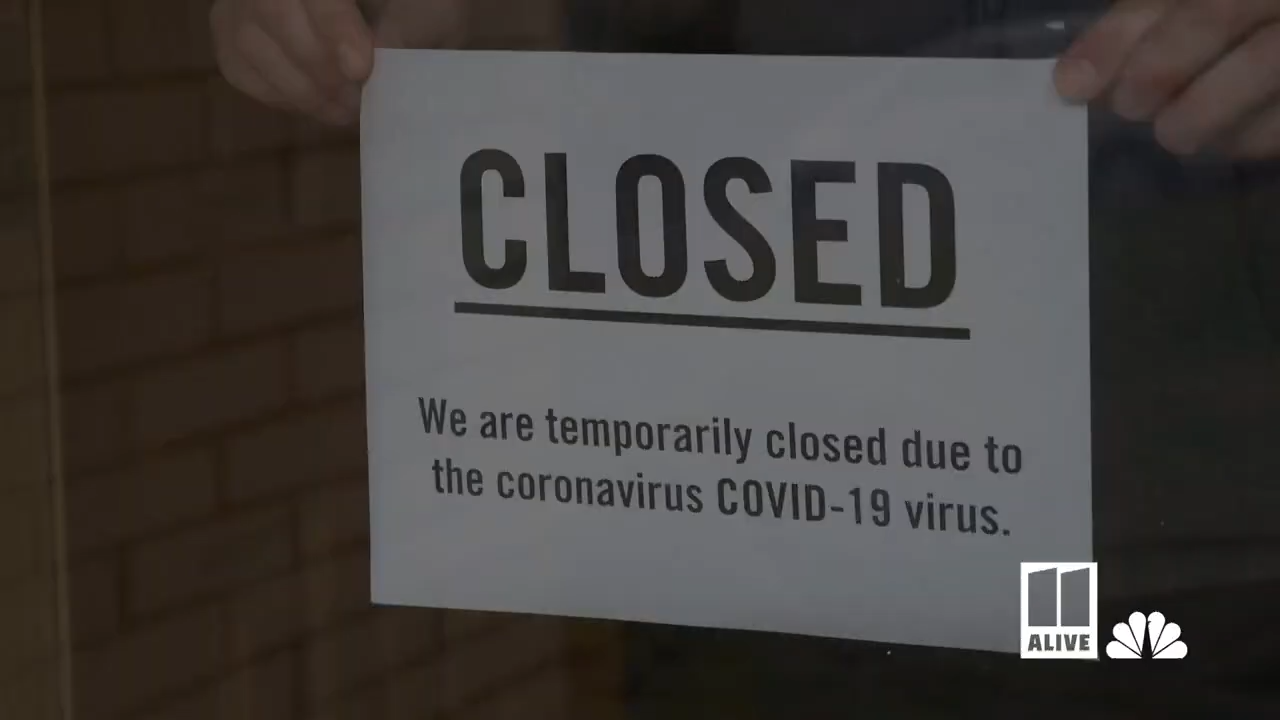 CLOSED
We are temporarily closed due to
the coronavirus COVID-19 virus.
11
ALIVE